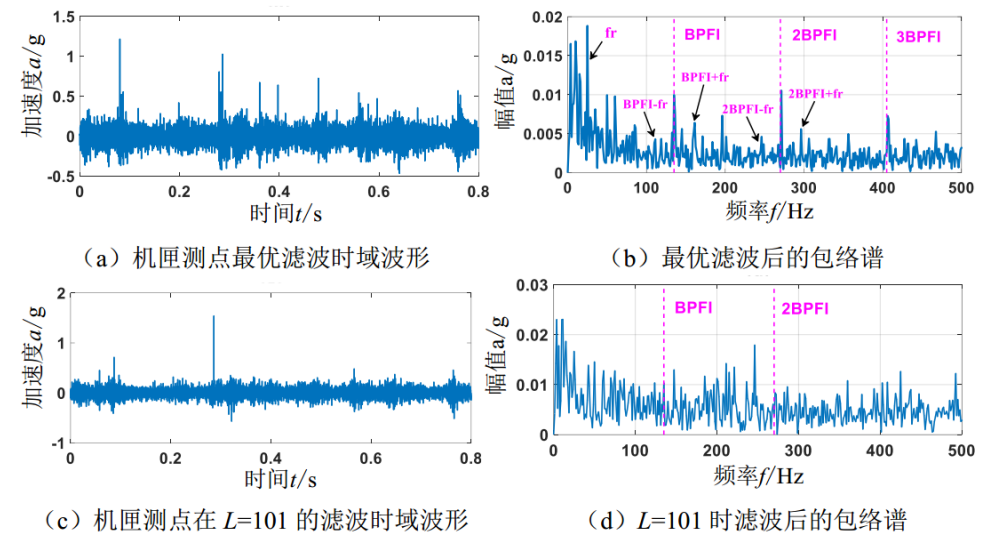 1.5
1
0.5
0
-0.5
0 0.2 0.4 0.6 0.8
加速度a/g
时间t/s
(a)机匣测点最优滤波时域波形
0.02
0.015
0.01
0.005
0
0 100 200 300 400 500
幅值a/g
fr
BPFI
2BPFI
3BPFI
BPFI-fr
BPFI+fr
2BPFI-fr
2BPFI+fr
频率f/Hz
(b)最优滤波后的包络谱
2
1
0
-1
0 0.2 0.4 0.6 0.8
加速度a/g
时间t/s
(c)机匣测点在 L=101 的滤波时域波形
0.03
0.02
0.01
0
0 100 200 300 400 500
幅值a/g
BPFI
2BPFI
频率f/Hz
(d)L=101 时滤波后的包络谱